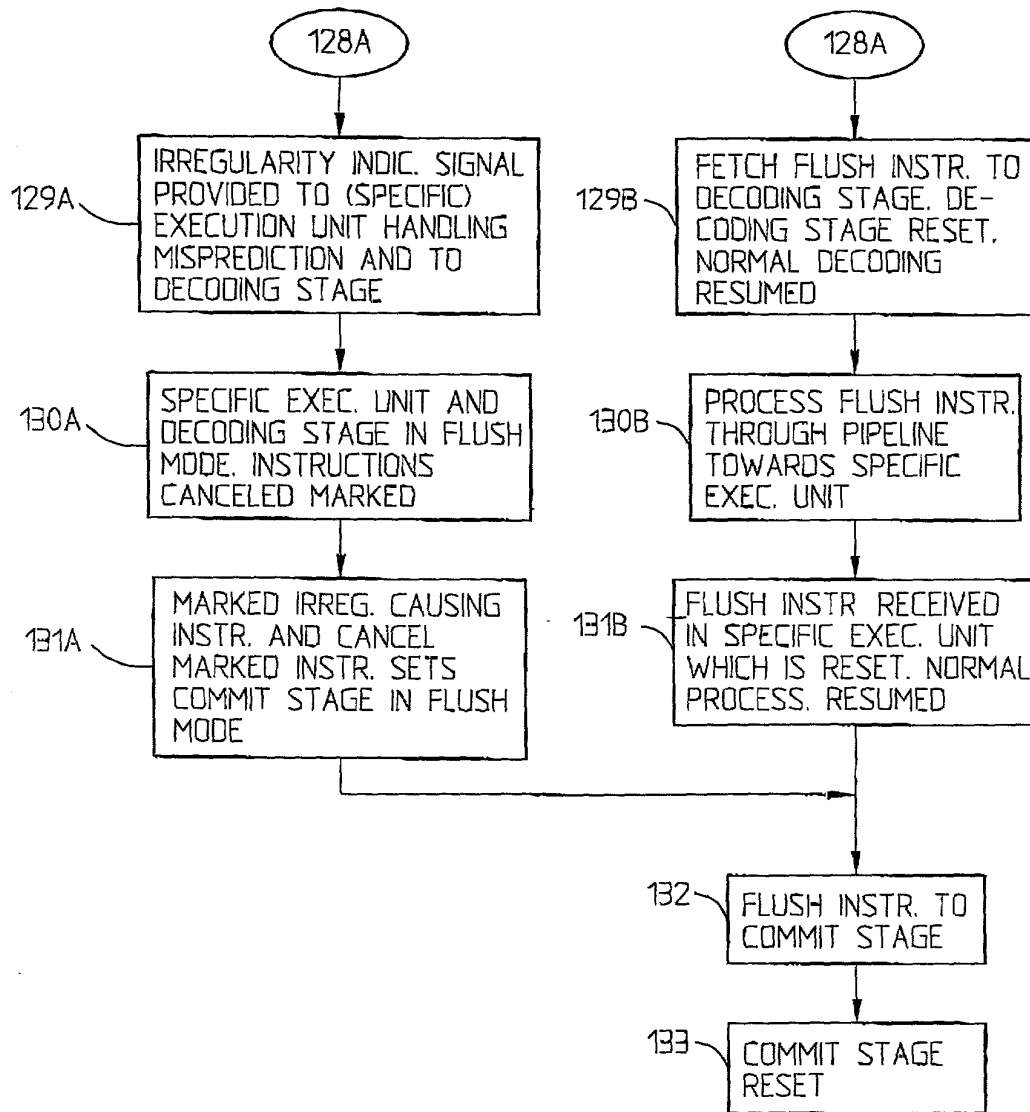 128A
129A
IRREGULARITY INDIC. SIGNAL
PROVIDED TO (SPECIFIC)
EXECUTION UNIT HANDLING
MISPREDICTION AND TO
DECODING STAGE
130A
SPECIFIC EXEC. UNIT AND
DECODING STAGE IN FLUSH
MODE. INSTRUCTIONS
CANCELED MARKED
131A
MARKED IRREG. CAUSING
INSTR. AND CANCEL
MARKED INSTR. SETS
COMMIT STAGE IN FLUSH
MODE
128A
129B
FETCH FLUSH INSTR. TO
DECODING STAGE. DE-
CODING STAGE RESET.
NORMAL DECODING
RESUMED
130B
PROCESS FLUSH INSTR.
THROUGH PIPELINE
TOWARDS SPECIFIC
EXEC. UNIT
131B
FLUSH INSTR RECEIVED
IN SPECIFIC EXEC. UNIT
WHICH IS RESET. NORMAL
PROCESS. RESUMED
132
FLUSH INSTR. TO
COMMIT STAGE
133
COMMIT STAGE
RESET